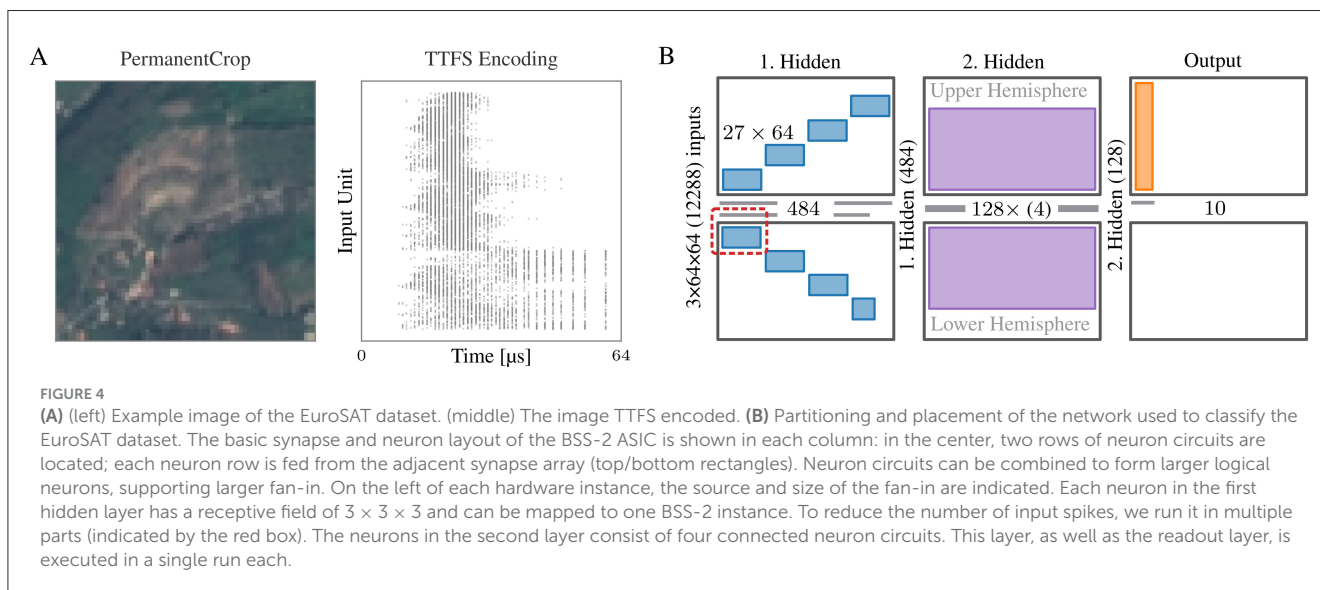 A
PermanentCrop
TTFS Encoding
Input Unit
0
Time [µs]
64
B
1. Hidden
2. Hidden
Output
3×64×64 (12288) inputs
27 × 64
484
1. Hidden (484)
Upper Hemisphere
128× (4)
Lower Hemisphere
2. Hidden (128)
10
FIGURE 4
(A) (left) Example image of the EuroSAT dataset. (middle) The image TTFS encoded. (B) Partitioning and placement of the network used to classify the
EuroSAT dataset. The basic synapse and neuron layout of the BSS-2 ASIC is shown in each column: in the center, two rows of neuron circuits are
located; each neuron row is fed from the adjacent synapse array (top/bottom rectangles). Neuron circuits can be combined to form larger logical
neurons, supporting larger fan-in. On the left of each hardware instance, the source and size of the fan-in are indicated. Each neuron in the first
hidden layer has a receptive field of 3 × 3 × 3 and can be mapped to one BSS-2 instance. To reduce the number of input spikes, we run it in multiple
parts (indicated by the red box). The neurons in the second layer consist of four connected neuron circuits. This layer, as well as the readout layer, is
executed in a single run each.